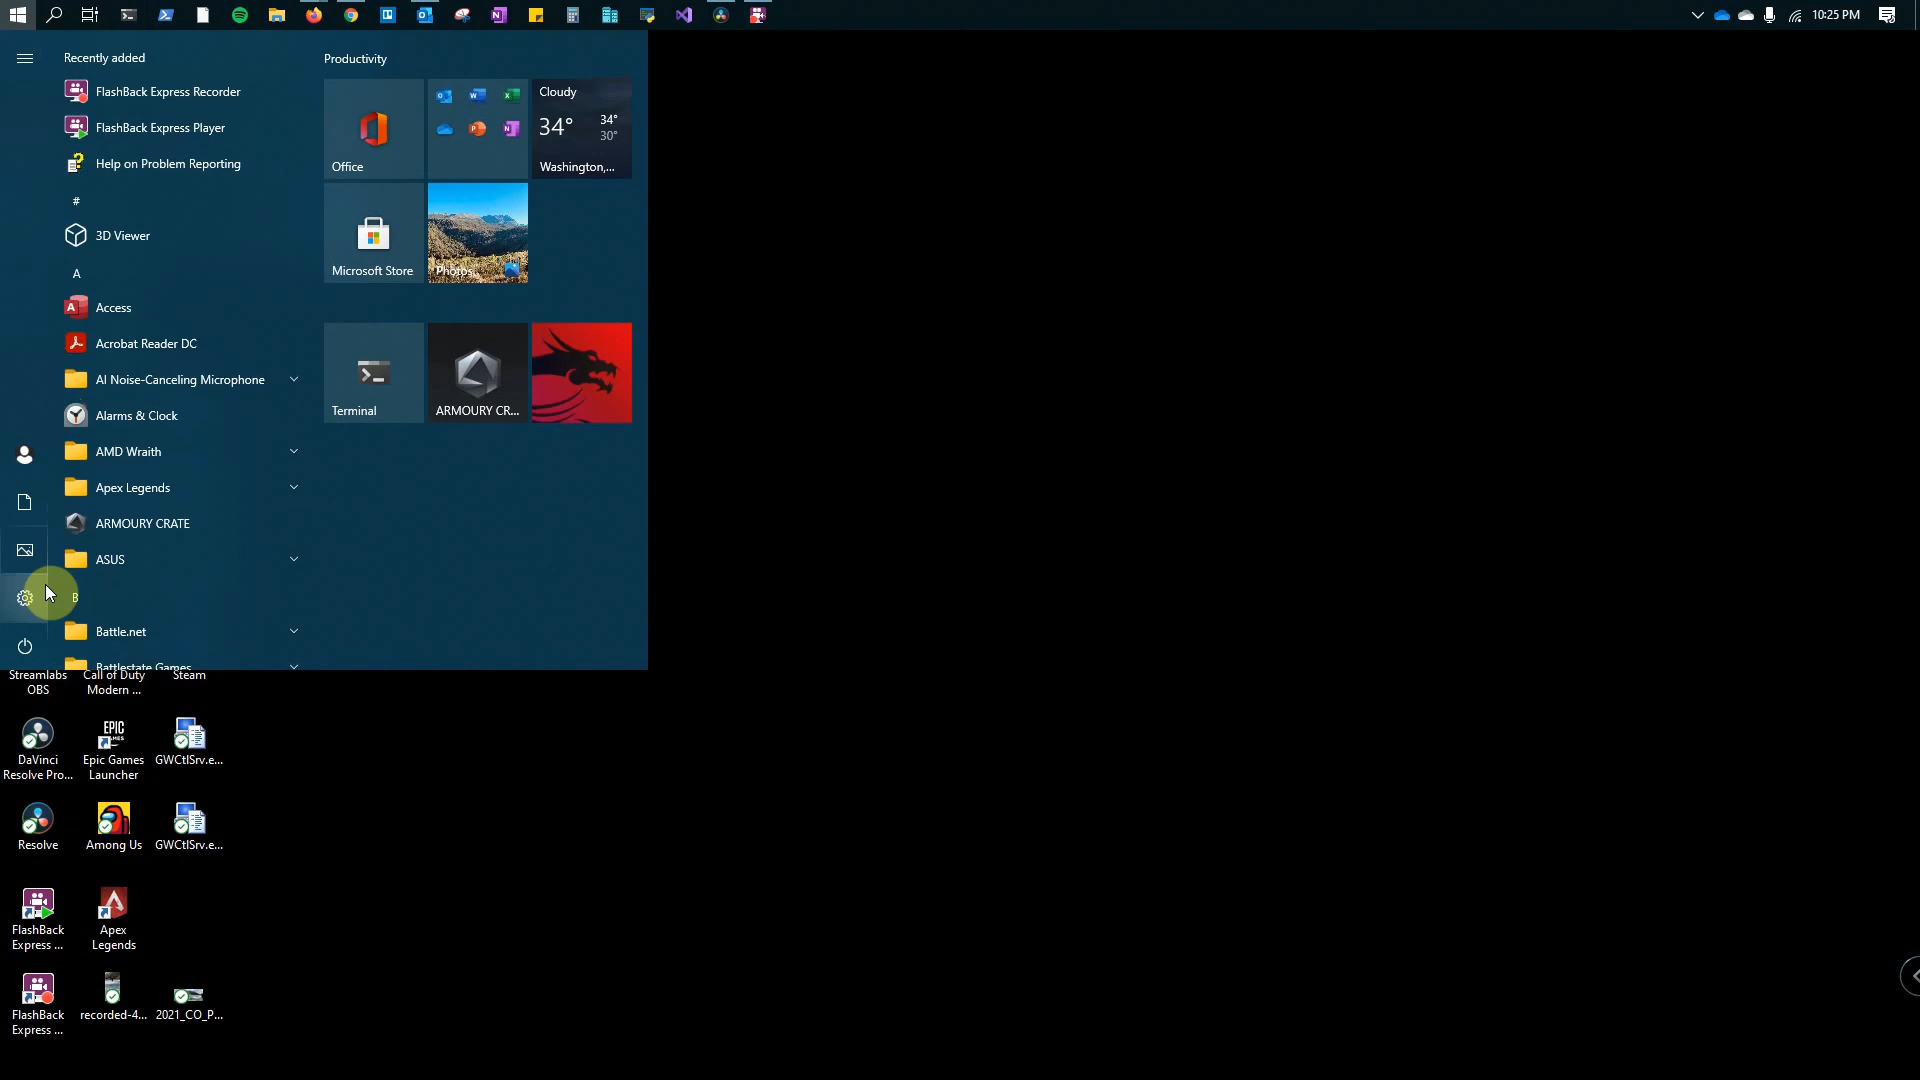 10:25 PM
Recently added
FlashBack Express Recorder
FlashBack Express Player
Help on Problem Reporting
#
3D Viewer
A
Access
Acrobat Reader DC
AI Noise-Canceling Microphone
Alarms & Clock
AMD Wraith
Apex Legends
ARMOURY CRATE
ASUS
B
Battle.net
Battlestate Games
Productivity
Office
Cloudy
34°
34°
30°
Washington,...
Microsoft Store
Photos
Terminal
ARMOURY CR...
Streamlabs
OBS
Call of Duty
Modern ...
Steam
DaVinci
Resolve Pro...
EPIC
GAMES
Epic Games
Launcher
GWCtlSrv.e...
Resolve
Among Us
GWCtlSrv.e...
FlashBack
Express ...
Apex
Legends
FlashBack
Express ...
recorded-4...
2021_CO_P...